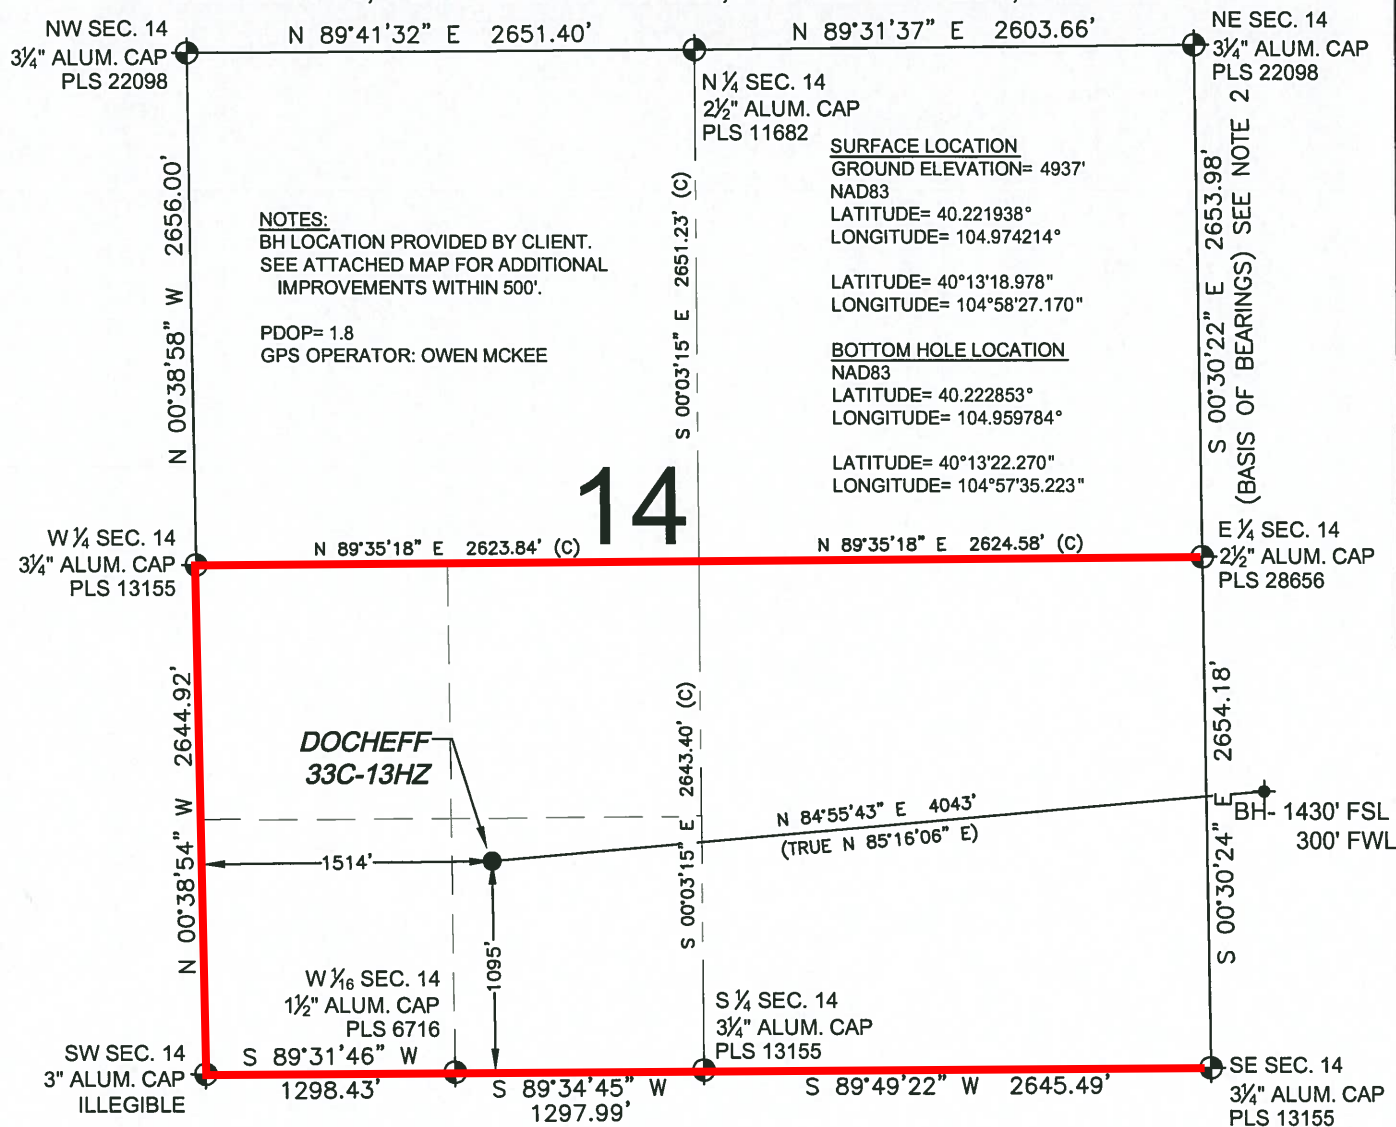 NW SEC. 14
3¼" ALUM. CAP
PLS 22098
N 89°41'32" E 2651.40'
N 89°31'37" E 2603.66'
NE SEC. 14
3¼" ALUM. CAP
PLS 22098
N ¼ SEC. 14
2½" ALUM. CAP
PLS 11682
SURFACE LOCATION
GROUND ELEVATION= 4937'
NAD83
LATITUDE= 40.221938°
LONGITUDE= 104.974214°
LATITUDE= 40°13'18.978"
LONGITUDE= 104°58'27.170"
BOTTOM HOLE LOCATION
NAD83
LATITUDE= 40.222853°
LONGITUDE= 104.959784°
LATITUDE= 40°13'22.270"
LONGITUDE= 104°57'35.223"
NOTES:
BH LOCATION PROVIDED BY CLIENT.
SEE ATTACHED MAP FOR ADDITIONAL
IMPROVEMENTS WITHIN 500'.
PDOP= 1.8
GPS OPERATOR: OWEN MCKEE
N 00°38'58" W 2656.00'
S 00°03'15" E 2651.23' (C)
S 00°30'22" E 2653.98'
(BASIS OF BEARINGS) SEE NOTE 2
14
W ¼ SEC. 14
3¼" ALUM. CAP
PLS 13155
N 89°35'18" E 2623.84' (C)
N 89°35'18" E 2624.58' (C)
E ¼ SEC. 14
2½" ALUM. CAP
PLS 28656
N 00°38'54" W 2644.92'
DOCHEFF
33C-13HZ
S 00°03'15" E 2643.40' (C)
S 00°30'24" E 2654.18'
N 84°55'43" E 4043'
(TRUE N 85°16'06" E)
BH- 1430' FSL
300' FWL
1514'
1095'
W 1⁄16 SEC. 14
1½" ALUM. CAP
PLS 6716
S ¼ SEC. 14
3¼" ALUM. CAP
PLS 13155
SW SEC. 14
3" ALUM. CAP
ILLEGIBLE
S 89°31'46" W
1298.43'
S 89°34'45" W
1297.99'
S 89°49'22" W 2645.49'
SE SEC. 14
3¼" ALUM. CAP
PLS 13155